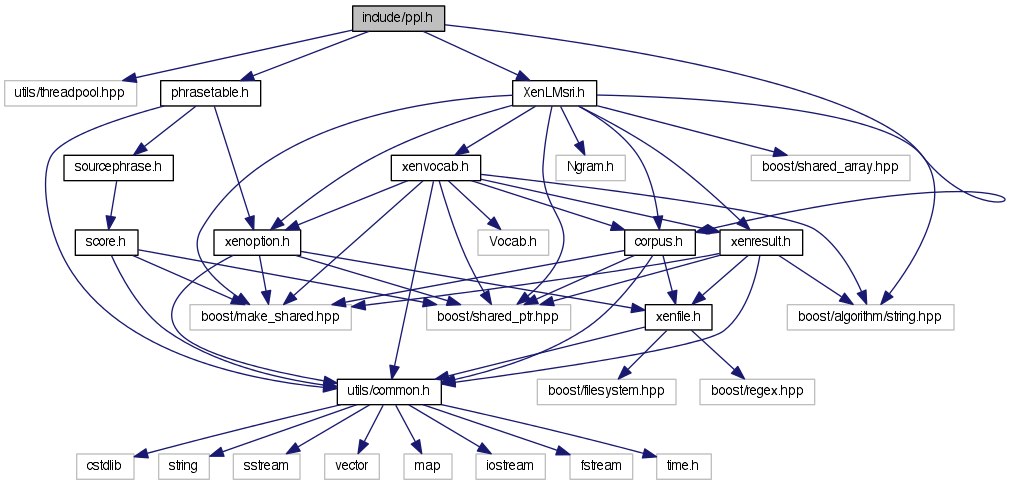 include/ppl.h
utils/threadpool.hpp
phrasetable.h
XenLMsri.h
sourcephrase.h
xenvocab.h
Ngram.h
boost/shared_array.hpp
score.h
xenoption.h
Vocab.h
corpus.h
xenresult.h
boost/make_shared.hpp
boost/shared_ptr.hpp
xenfile.h
boost/algorithm/string.hpp
utils/common.h
boost/filesystem.hpp
boost/regex.hpp
cstdlib
string
sstream
vector
map
iostream
fstream
time.h